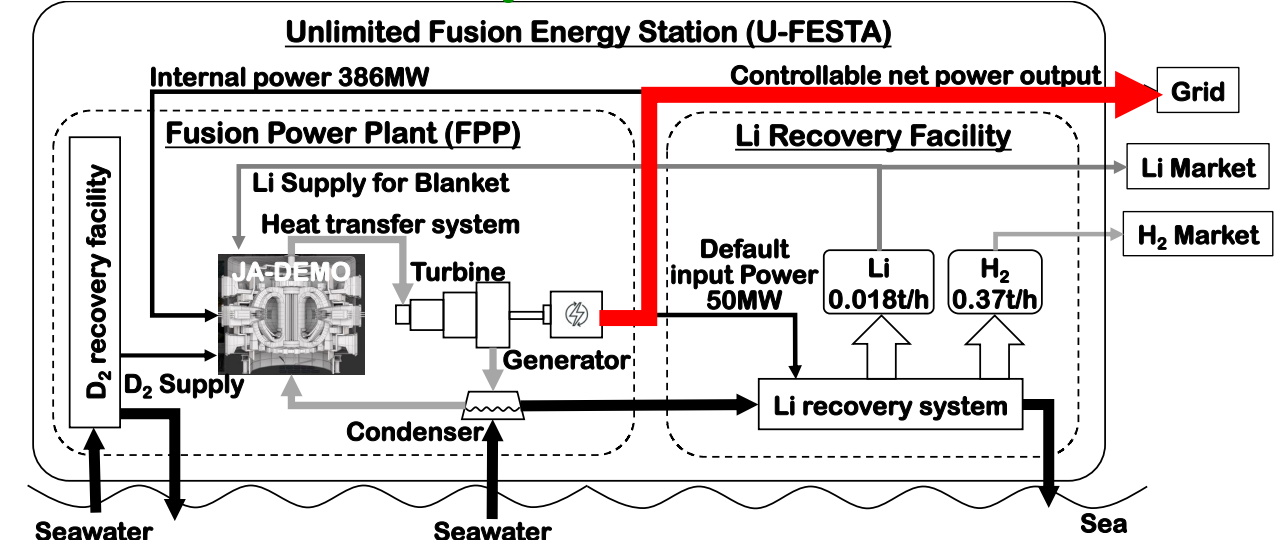 Unlimited Fusion Energy Station (U-FESTA)
Internal power 386MW
Controllable net power output
Grid
Fusion Power Plant (FPP)
Li Recovery Facility
D₂ recovery facility
Li Supply for Blanket
Li Market
Heat transfer system
H₂ Market
JA-DEMO
Turbine
Default
input Power
50MW
Li
0.018t/h
H₂
0.37t/h
Generator
D₂ Supply
Condenser
Li recovery system
Seawater
Seawater
Sea